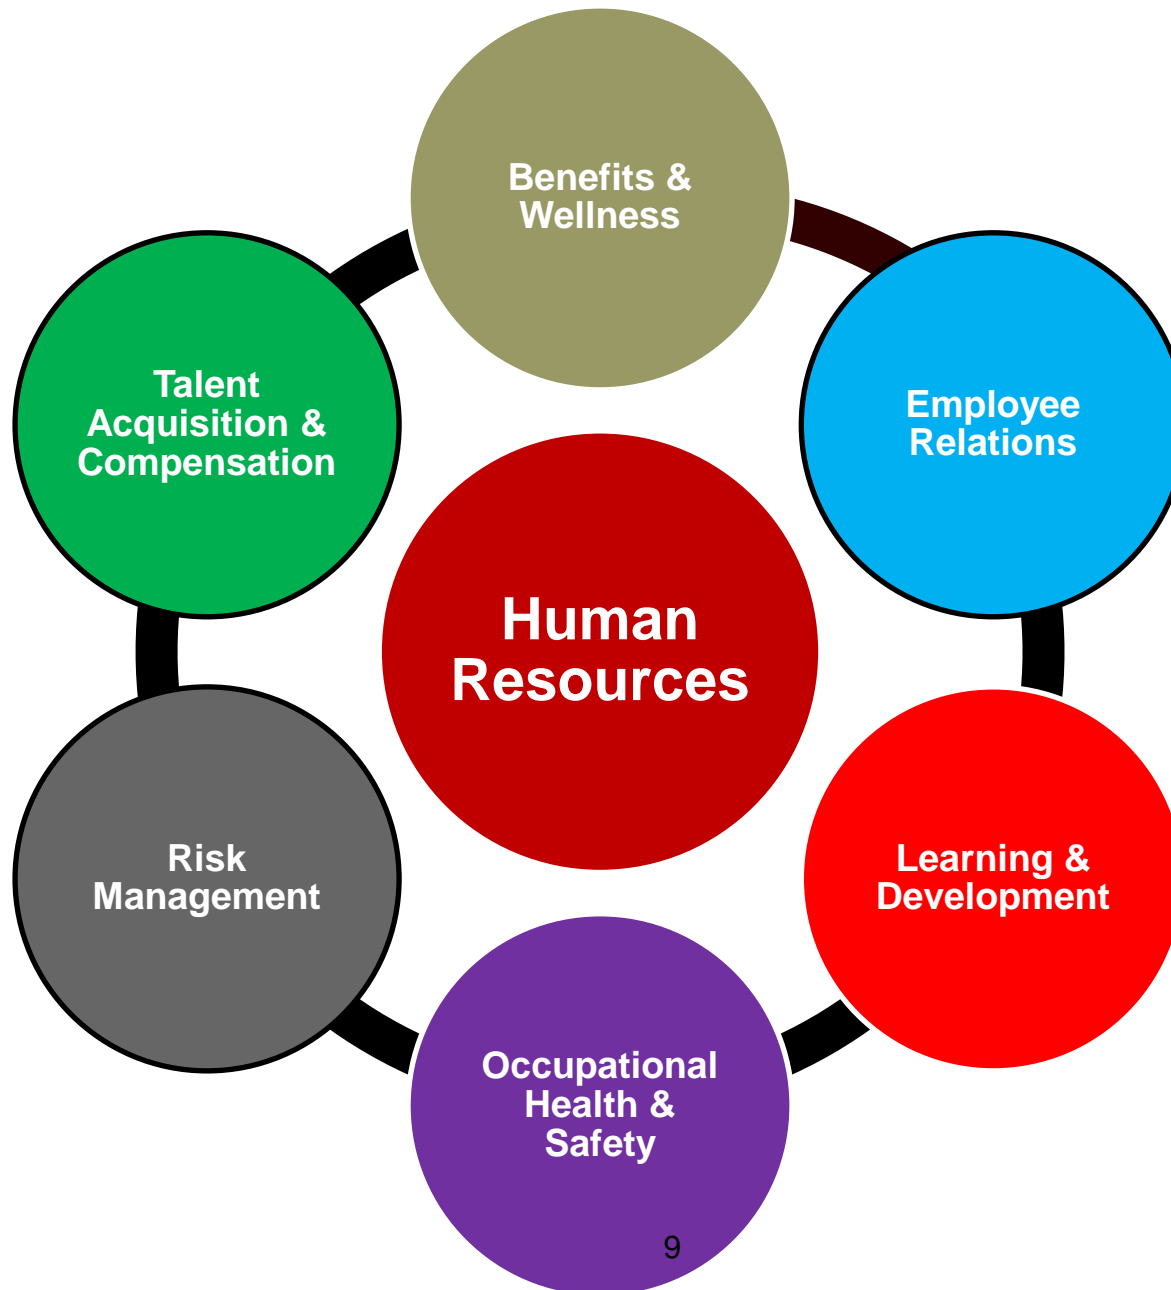 Benefits &
Wellness
Employee
Relations
Learning &
Development
Occupational
Health &
Safety
Risk
Management
Talent
Acquisition &
Compensation
Human
Resources
9